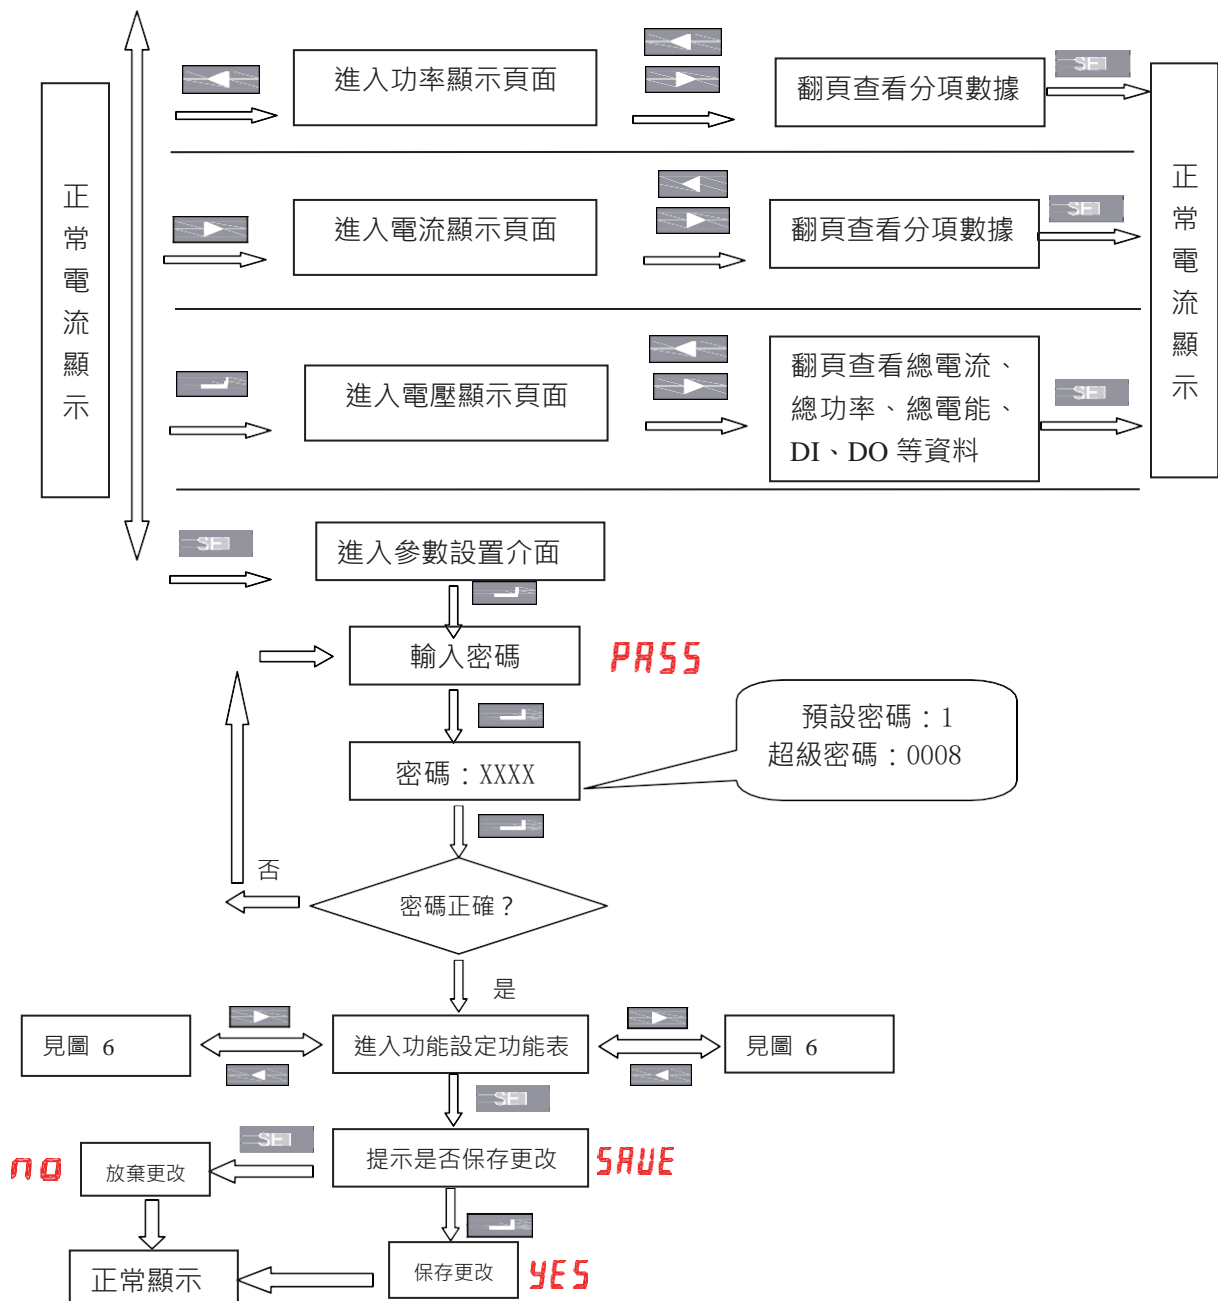 正常電流顯示
進入功率顯示頁面
翻頁查看分項數據
SET
正常電流顯示
進入電流顯示頁面
翻頁查看分項數據
SET
進入電壓顯示頁面
翻頁查看總電流、
總功率、總電能、
DI、DO 等資料
SET
SET
進入參數設置介面
輸入密碼
PASS
預設密碼：1
超級密碼：0008
密碼：XXXX
否
密碼正確？
是
見圖 6
進入功能設定功能表
見圖 6
SET
SET
no
放棄更改
提示是否保存更改
SAVE
正常顯示
保存更改
YES